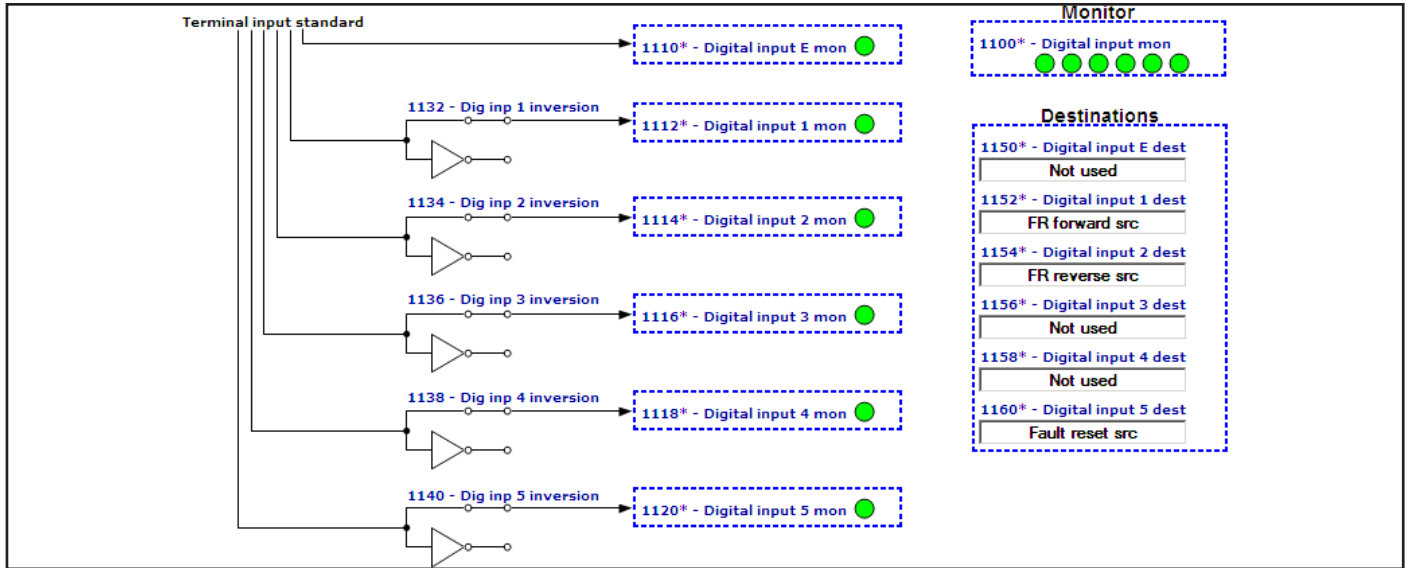 Terminal input standard
1110* - Digital input E mon
1132 - Dig inp 1 inversion
1112* - Digital input 1 mon
1134 - Dig inp 2 inversion
1114* - Digital input 2 mon
1136 - Dig inp 3 inversion
1116* - Digital input 3 mon
1138 - Dig inp 4 inversion
1118* - Digital input 4 mon
1140 - Dig inp 5 inversion
1120* - Digital input 5 mon
Monitor
1100* - Digital input mon
Destinations
1150* - Digital input E dest
Not used
1152* - Digital input 1 dest
FR forward src
1154* - Digital input 2 dest
FR reverse src
1156* - Digital input 3 dest
Not used
1158* - Digital input 4 dest
Not used
1160* - Digital input 5 dest
Fault reset src